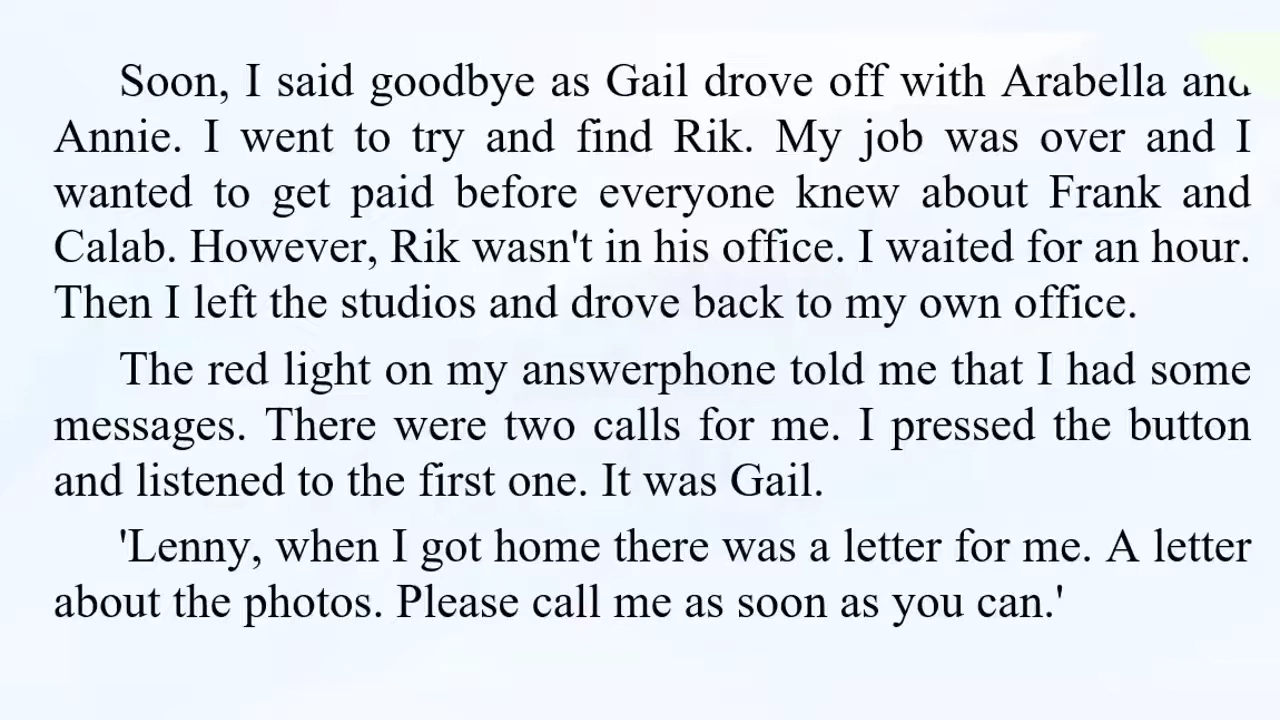 Soon, I said goodbye as Gail drove off with Arabella and
Annie. I went to try and find Rik. My job was over and I
wanted to get paid before everyone knew about Frank and
Calab. However, Rik wasn't in his office. I waited for an hour.
Then I left the studios and drove back to my own office.
The red light on my answerphone told me that I had some
messages. There were two calls for me. I pressed the button
and listened to the first one. It was Gail.
'Lenny, when I got home there was a letter for me. A letter
about the photos. Please call me as soon as you can.'